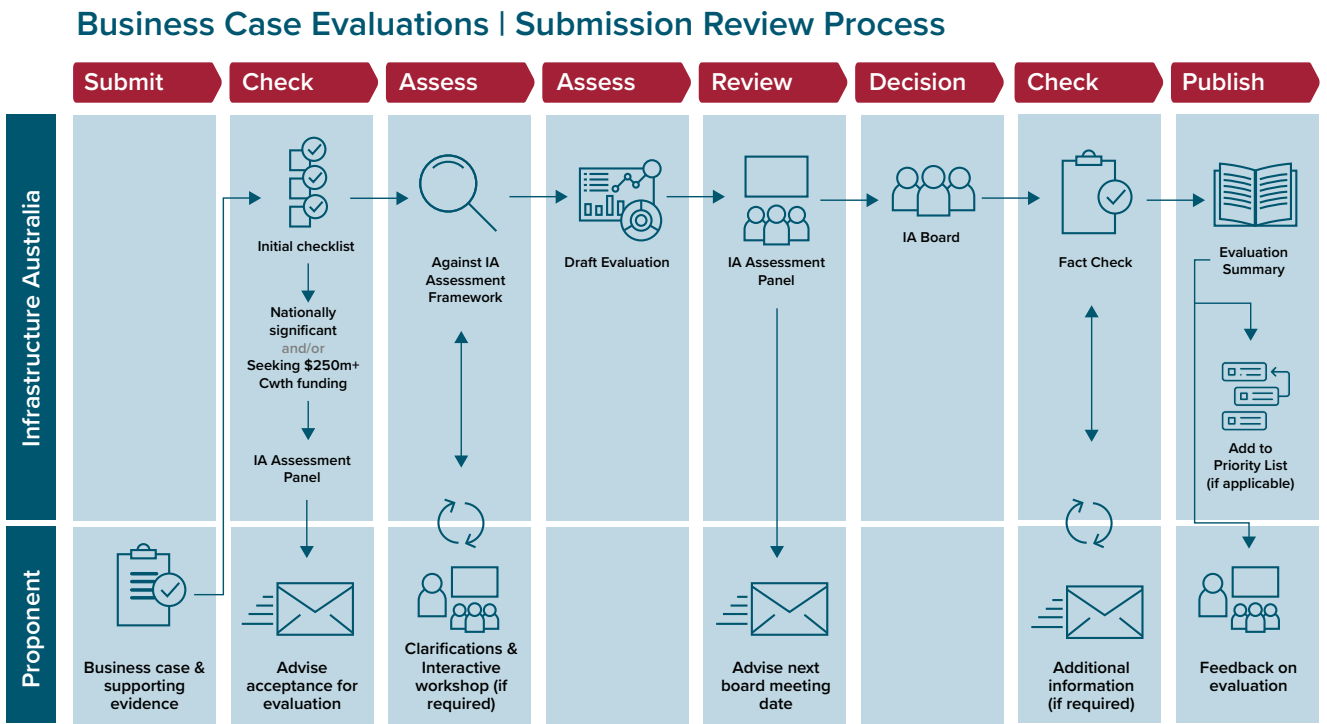 Business Case Evaluations | Submission Review Process
Submit
Check
Assess
Assess
Review
Decision
Check
Publish
Infrastructure Australia
Initial checklist
Nationally
significant
and/or
Seeking $250m+
Cwth funding
IA Assessment
Panel
Against IA
Assessment
Framework
Draft Evaluation
IA Assessment
Panel
IA Board
Fact Check
Evaluation
Summary
Add to
Priority List
(if applicable)
Proponent
Business case &
supporting
evidence
Advise
acceptance for
evaluation
Clarifications &
Interactive
workshop (if
required)
Advise next
board meeting
date
Additional
information
(if required)
Feedback on
evaluation